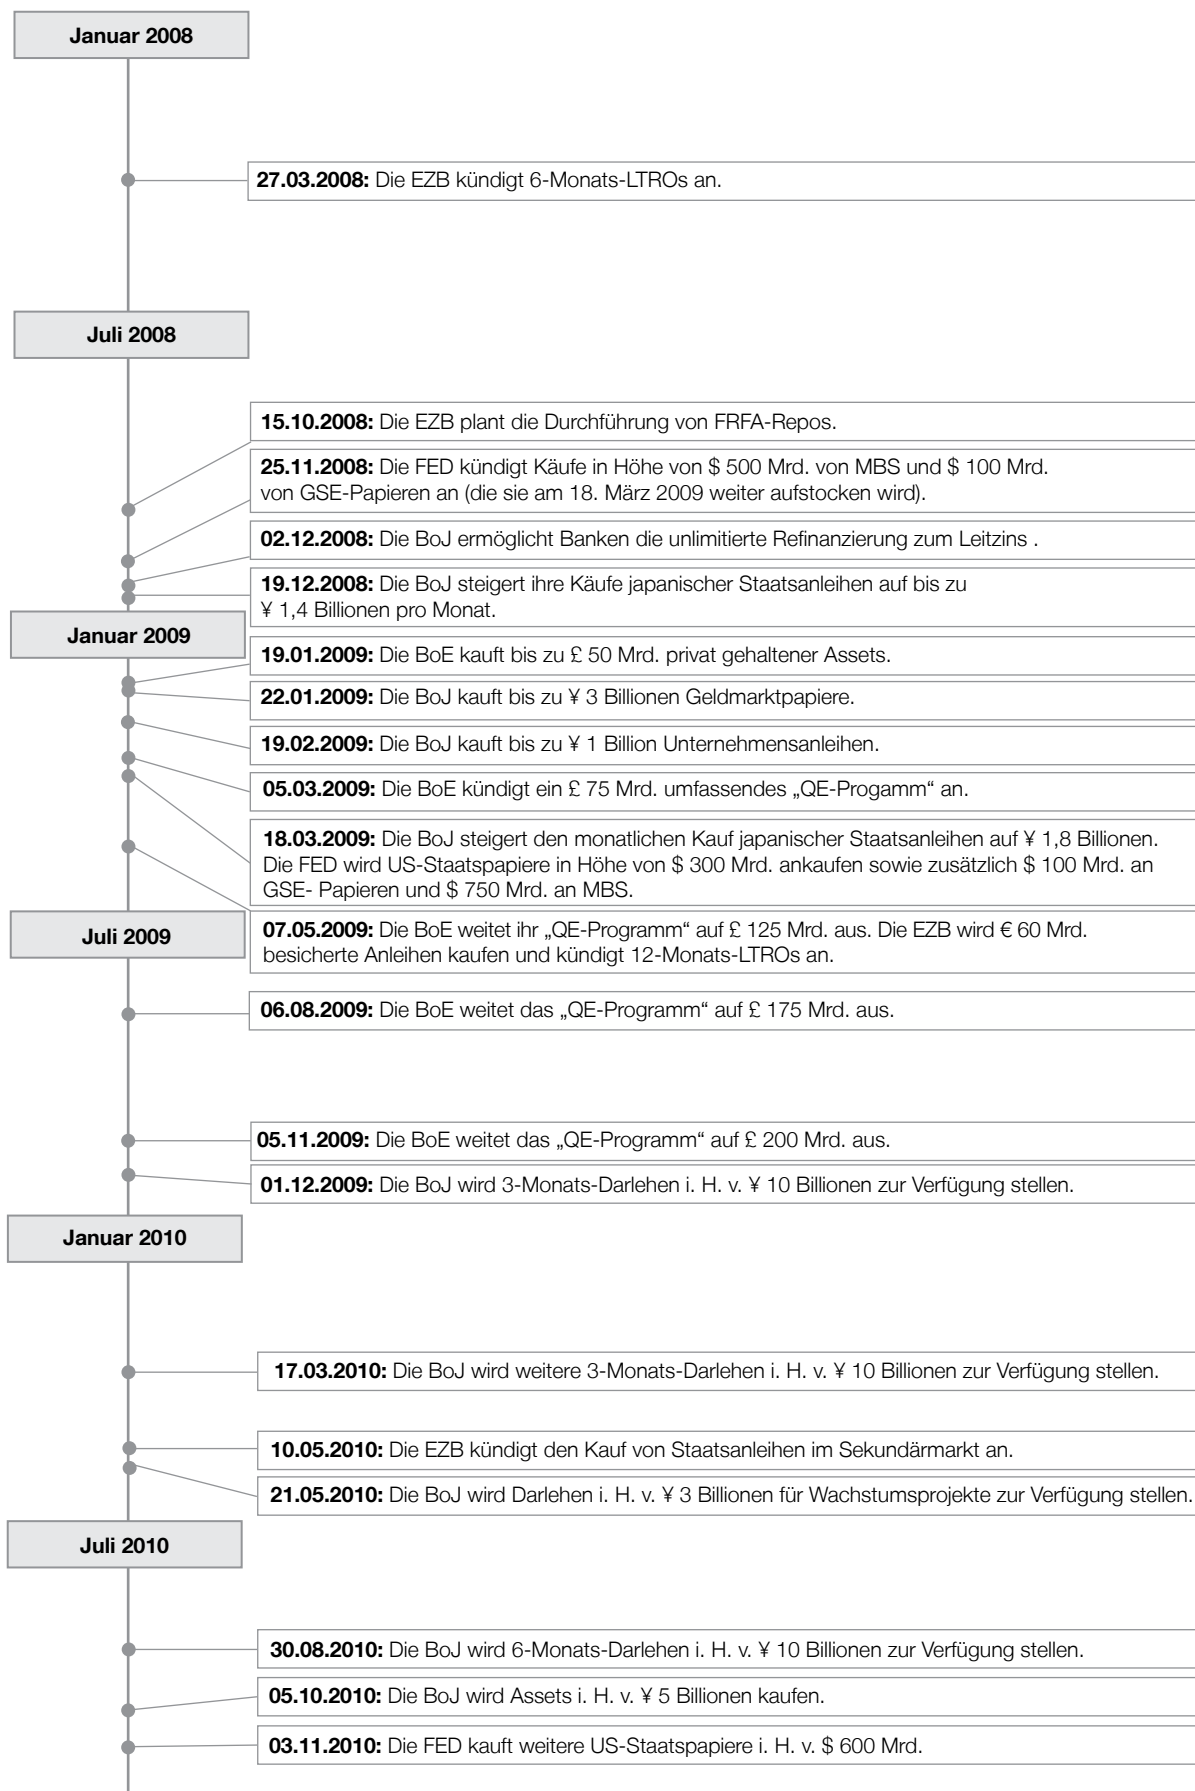 Januar 2008
27.03.2008: Die EZB kündigt 6-Monats-LTROs an.
Juli 2008
15.10.2008: Die EZB plant die Durchführung von FRFA-Repos.
25.11.2008: Die FED kündigt Käufe in Höhe von $ 500 Mrd. von MBS und $ 100 Mrd.
von GSE-Papieren an (die sie am 18. März 2009 weiter aufstocken wird).
02.12.2008: Die BoJ ermöglicht Banken die unlimitierte Refinanzierung zum Leitzins .
19.12.2008: Die BoJ steigert ihre Käufe japanischer Staatsanleihen auf bis zu
¥ 1,4 Billionen pro Monat.
Januar 2009
19.01.2009: Die BoE kauft bis zu £ 50 Mrd. privat gehaltener Assets.
22.01.2009: Die BoJ kauft bis zu ¥ 3 Billionen Geldmarktpapiere.
19.02.2009: Die BoJ kauft bis zu ¥ 1 Billion Unternehmensanleihen.
05.03.2009: Die BoE kündigt ein £ 75 Mrd. umfassendes „QE-Progamm“ an.
18.03.2009: Die BoJ steigert den monatlichen Kauf japanischer Staatsanleihen auf ¥ 1,8 Billionen.
Die FED wird US-Staatspapiere in Höhe von $ 300 Mrd. ankaufen sowie zusätzlich $ 100 Mrd. an
GSE- Papieren und $ 750 Mrd. an MBS.
Juli 2009
07.05.2009: Die BoE weitet ihr „QE-Programm“ auf £ 125 Mrd. aus. Die EZB wird € 60 Mrd.
besicherte Anleihen kaufen und kündigt 12-Monats-LTROs an.
06.08.2009: Die BoE weitet das „QE-Programm“ auf £ 175 Mrd. aus.
05.11.2009: Die BoE weitet das „QE-Programm“ auf £ 200 Mrd. aus.
01.12.2009: Die BoJ wird 3-Monats-Darlehen i. H. v. ¥ 10 Billionen zur Verfügung stellen.
Januar 2010
17.03.2010: Die BoJ wird weitere 3-Monats-Darlehen i. H. v. ¥ 10 Billionen zur Verfügung stellen.
10.05.2010: Die EZB kündigt den Kauf von Staatsanleihen im Sekundärmarkt an.
21.05.2010: Die BoJ wird Darlehen i. H. v. ¥ 3 Billionen für Wachstumsprojekte zur Verfügung stellen.
Juli 2010
30.08.2010: Die BoJ wird 6-Monats-Darlehen i. H. v. ¥ 10 Billionen zur Verfügung stellen.
05.10.2010: Die BoJ wird Assets i. H. v. ¥ 5 Billionen kaufen.
03.11.2010: Die FED kauft weitere US-Staatspapiere i. H. v. $ 600 Mrd.